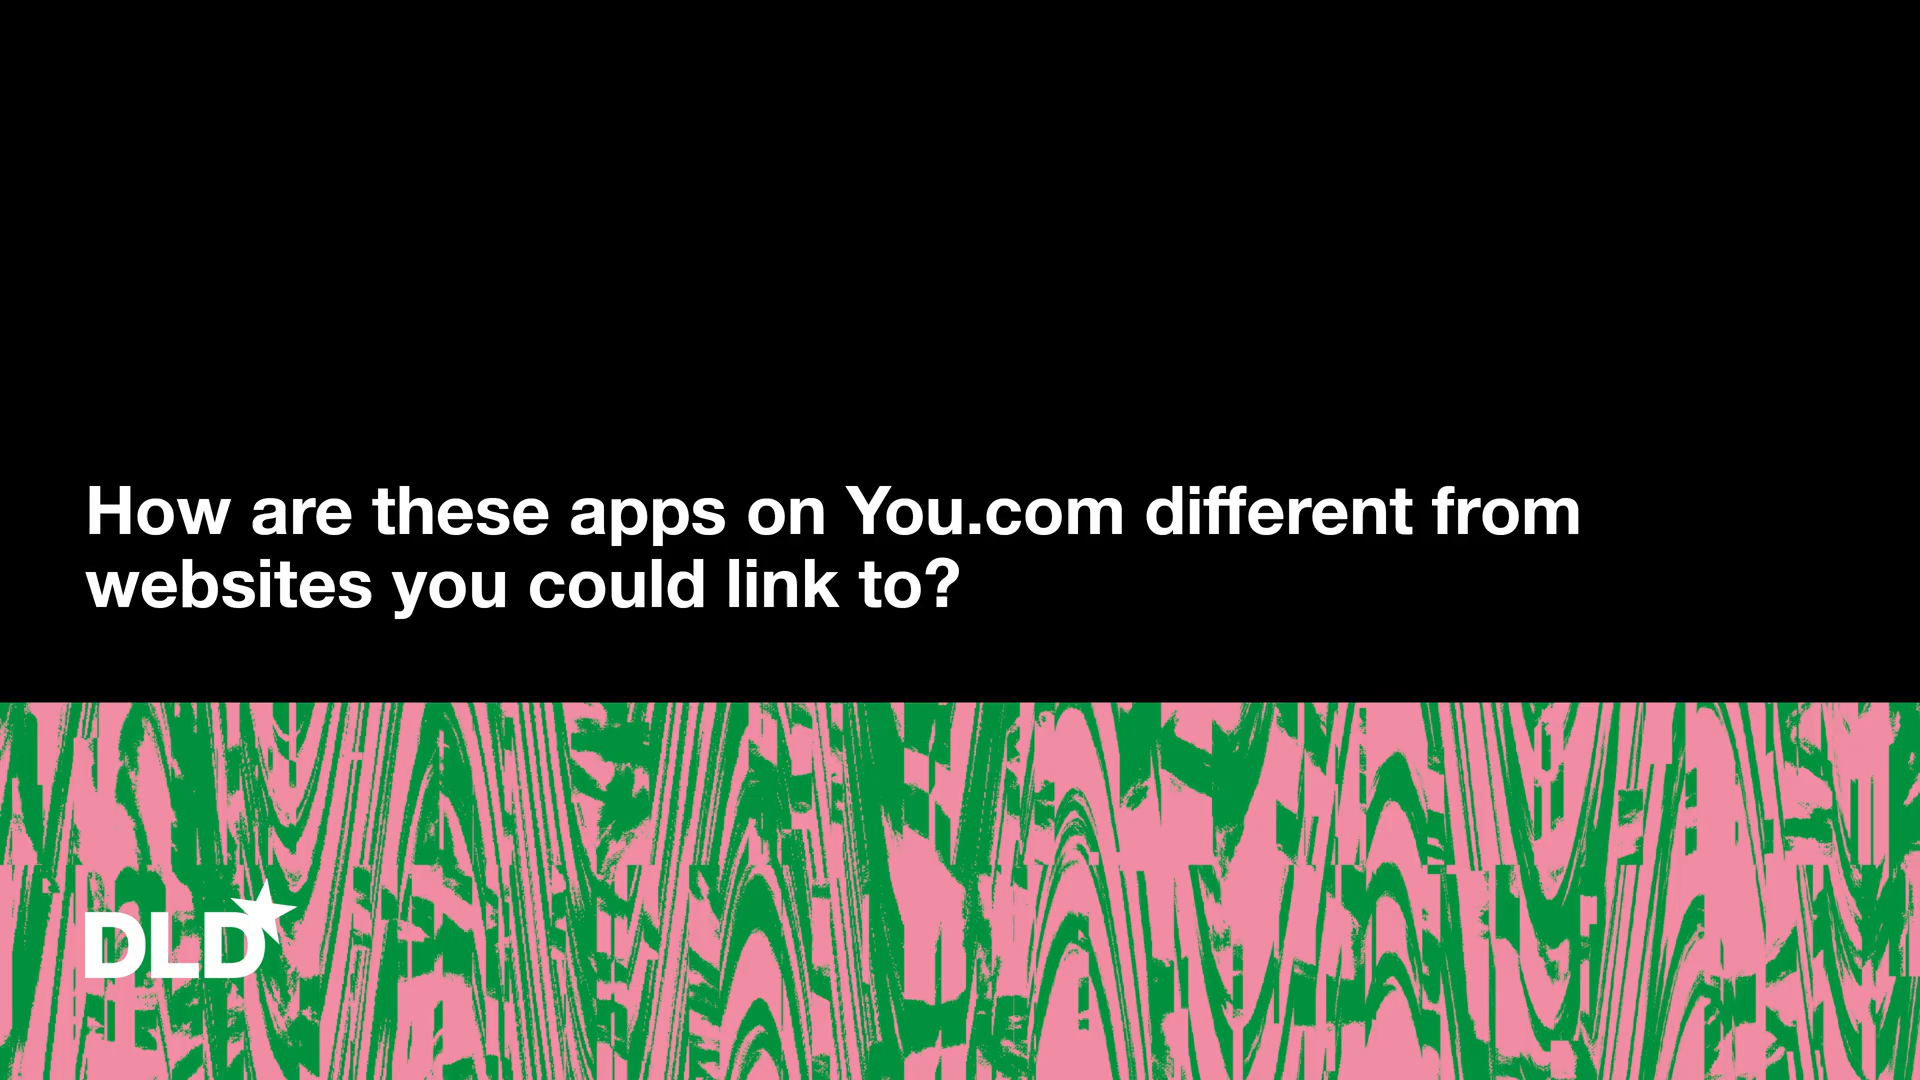 How are these apps on You.com different from
websites you could link to?
DLD